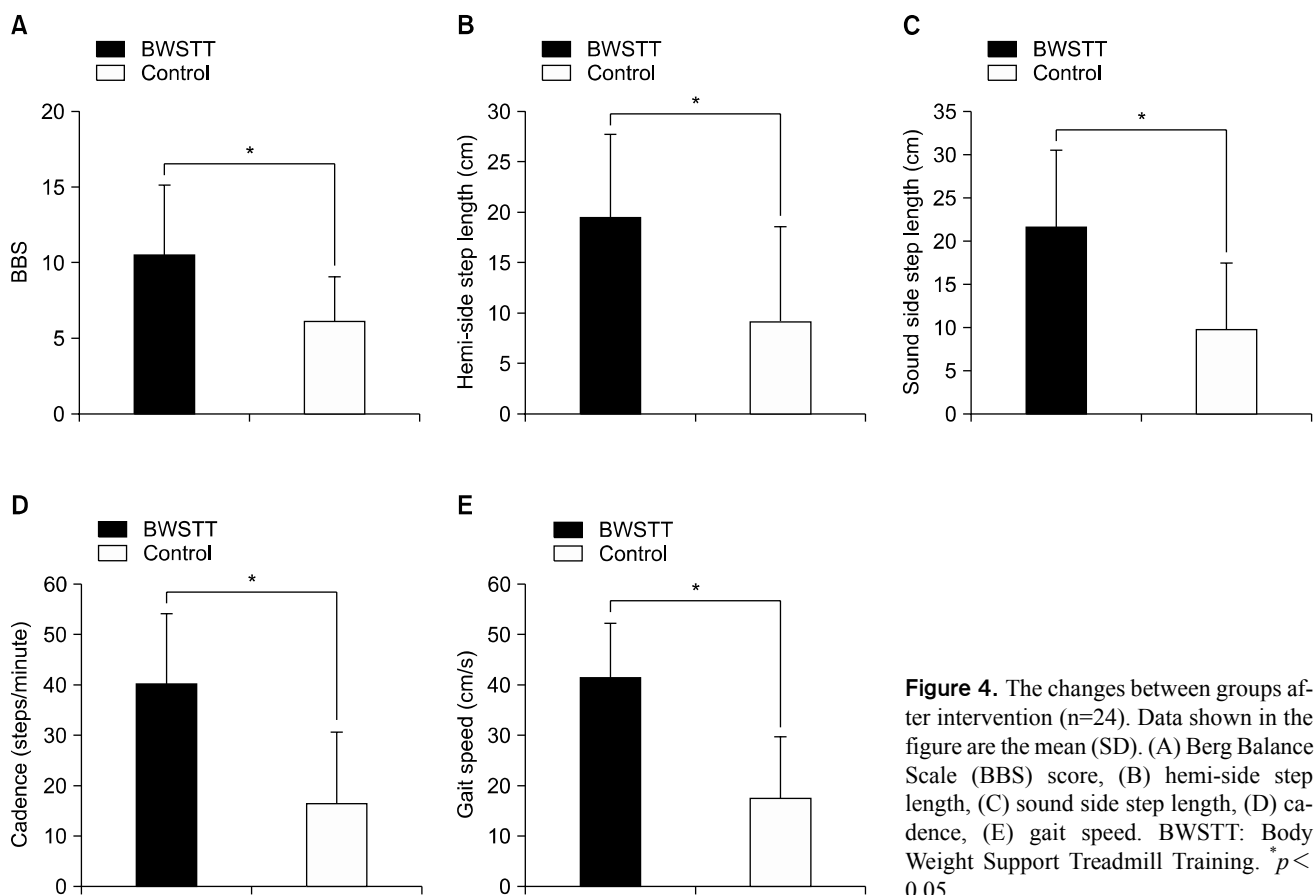 A
BWSTT
Control
20
15
10
5
0
BBS
*
B
BWSTT
Control
40
35
30
25
20
15
10
5
0
Hemi-side step length (cm)
*
C
BWSTT
Control
45
40
35
30
25
20
15
10
5
0
Sound side step length (cm)
*
D
BWSTT
Control
60
50
40
30
20
10
0
Cadence (steps/minute)
*
E
BWSTT
Control
60
50
40
30
20
10
0
Gait speed (cm/s)
*
Figure 4. The changes between groups af-
ter intervention (n=24). Data shown in the
figure are the mean (SD). (A) Berg Balance
Scale (BBS) score, (B) hemi-side step
length, (C) sound side step length, (D) ca-
dence, (E) gait speed. BWSTT: Body
Weight Support Treadmill Training. *p<
0.05.